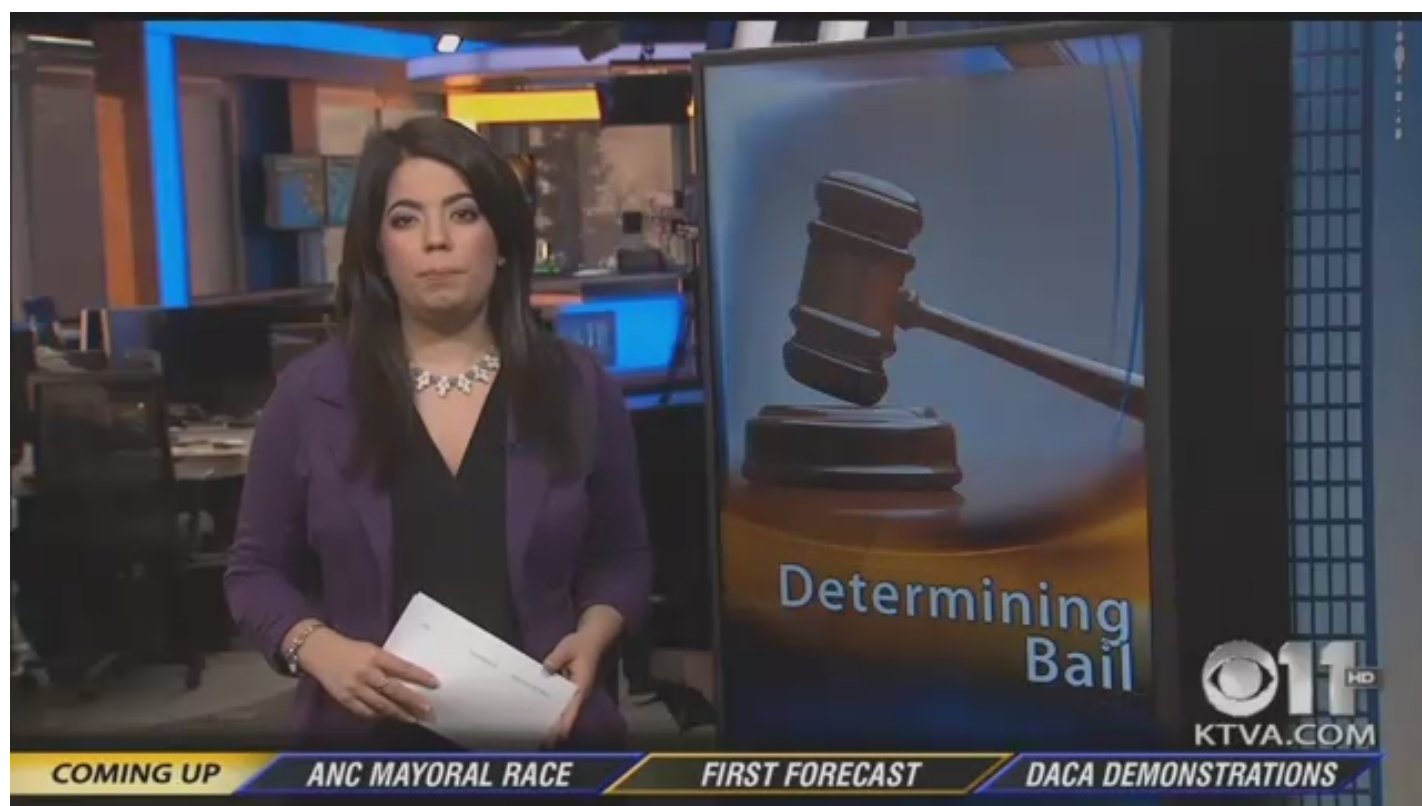 Determining
Bail
11 HD
KTVA.COM
COMING UP
ANC MAYORAL RACE
FIRST FORECAST
DACA DEMONSTRATIONS